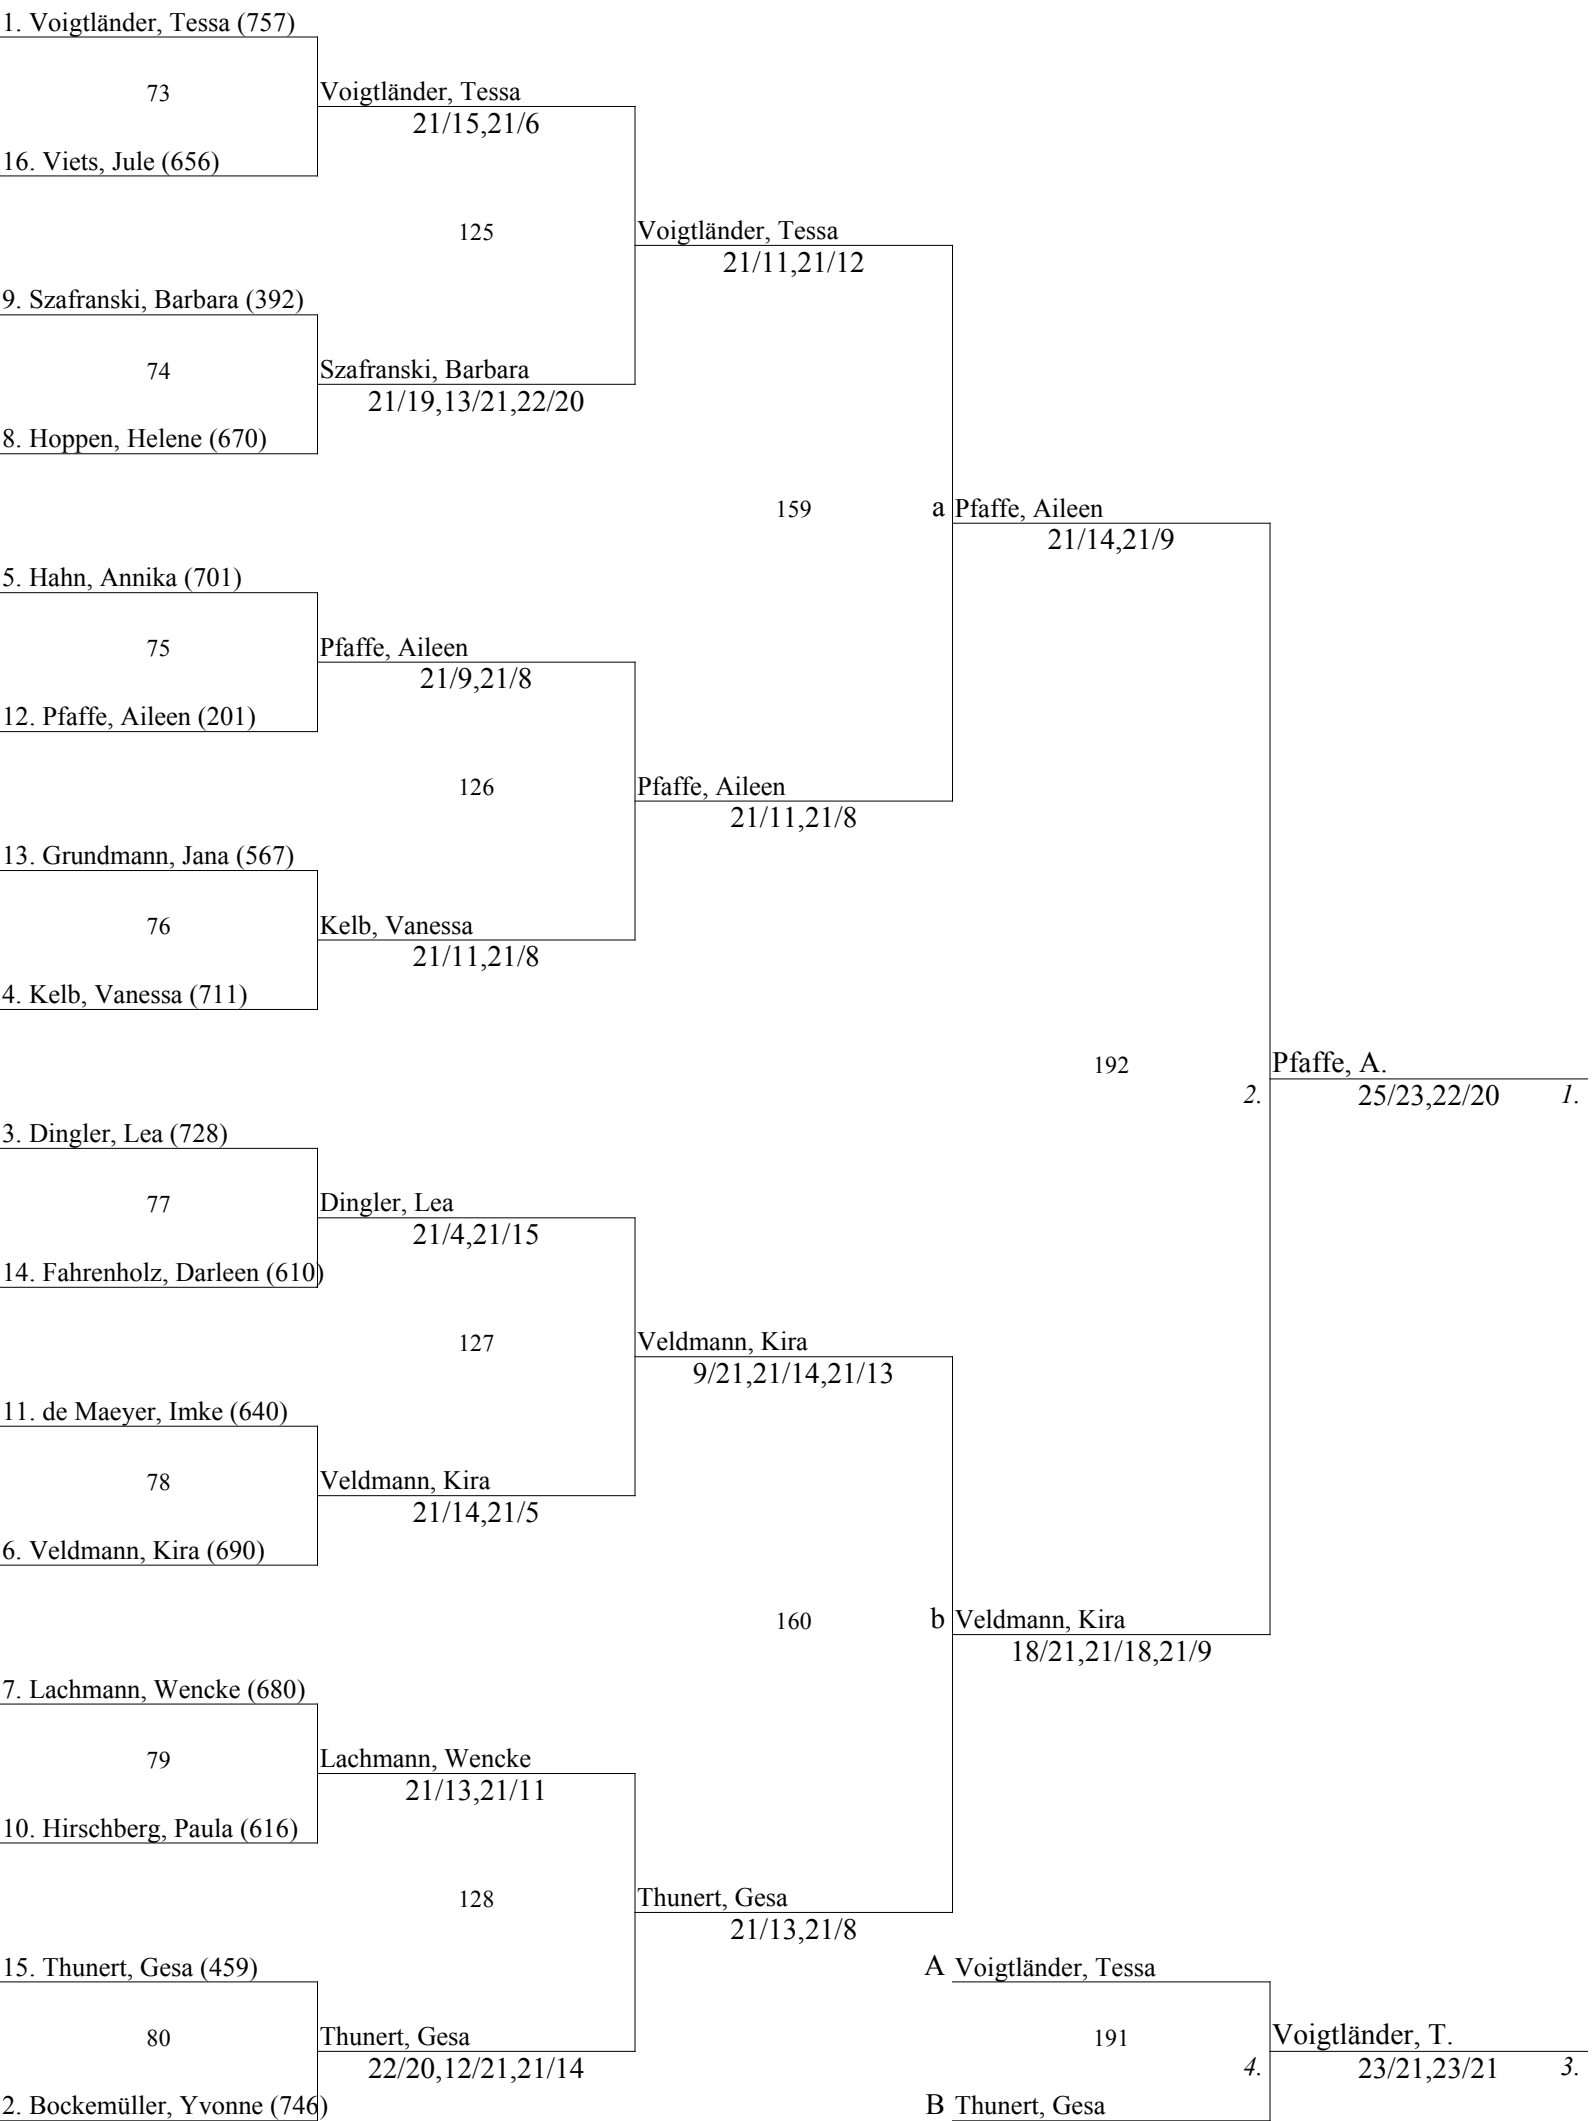 1. Voigtländer, Tessa (757)
73
Voigtländer, Tessa
21/15,21/6
16. Viets, Jule (656)
125
Voigtländer, Tessa
21/11,21/12
9. Szafranski, Barbara (392)
74
Szafranski, Barbara
21/19,13/21,22/20
8. Hoppen, Helene (670)
159
a Pfaffe, Aileen
21/14,21/9
5. Hahn, Annika (701)
75
Pfaffe, Aileen
21/9,21/8
12. Pfaffe, Aileen (201)
126
Pfaffe, Aileen
21/11,21/8
13. Grundmann, Jana (567)
76
Kelb, Vanessa
21/11,21/8
4. Kelb, Vanessa (711)
192
Pfaffe, A.
2.
25/23,22/20
1.
3. Dingler, Lea (728)
77
Dingler, Lea
21/4,21/15
14. Fahrenholz, Darleen (610)
127
Veldmann, Kira
9/21,21/14,21/13
11. de Maeyer, Imke (640)
78
Veldmann, Kira
21/14,21/5
6. Veldmann, Kira (690)
160
b Veldmann, Kira
18/21,21/18,21/9
7. Lachmann, Wencke (680)
79
Lachmann, Wencke
21/13,21/11
10. Hirschberg, Paula (616)
128
Thunert, Gesa
21/13,21/8
15. Thunert, Gesa (459)
A Voigtländer, Tessa
80
Thunert, Gesa
22/20,12/21,21/14
191
Voigtländer, T.
4.
23/21,23/21
3.
2. Bockemüller, Yvonne (746)
B Thunert, Gesa